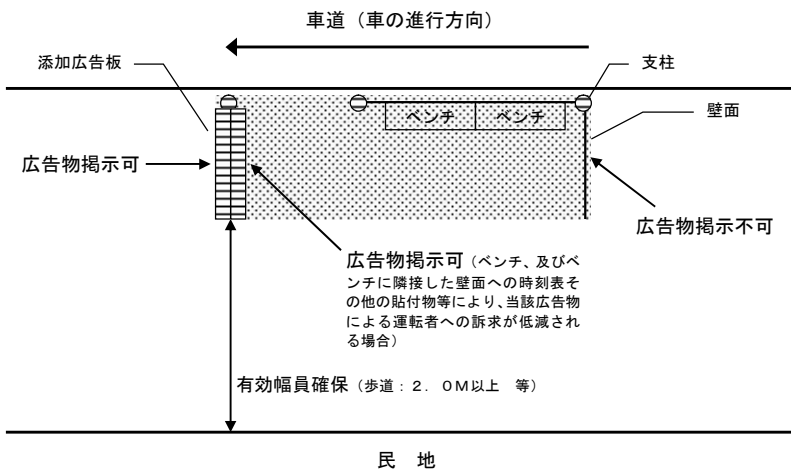 車道（車の進行方向）
添加広告板
支柱
ベンチ
ベンチ
壁面
広告物掲示可
広告物掲示不可
広告物掲示可（ベンチ、及びベ
ンチに隣接した壁面への時刻表そ
の他の貼付物等により、当該広告物
による運転者への訴求が低減され
る場合）
有効幅員確保（歩道：２．０Ｍ以上　等）
民　地